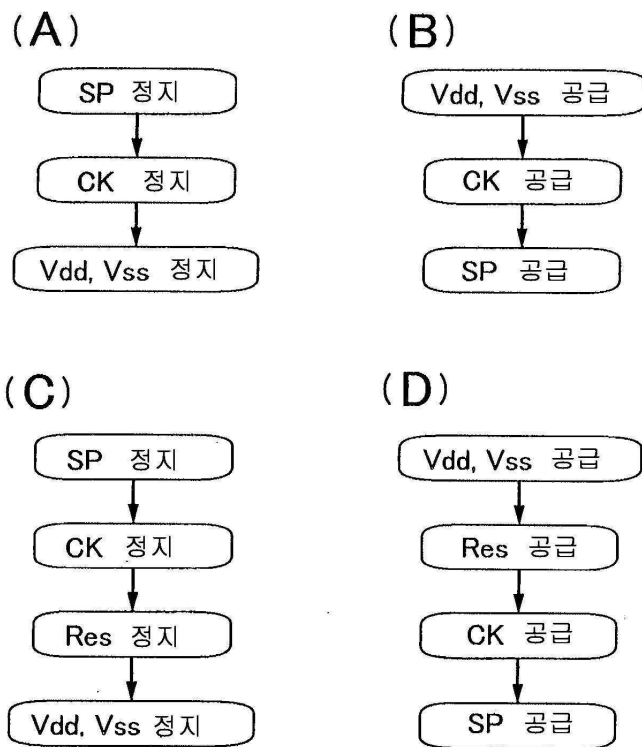 (A)
SP 정지
CK 정지
Vdd, Vss 정지
(B)
Vdd, Vss 공급
CK 공급
SP 공급
(C)
SP 정지
CK 정지
Res 정지
Vdd, Vss 정지
(D)
Vdd, Vss 공급
Res 공급
CK 공급
SP 공급